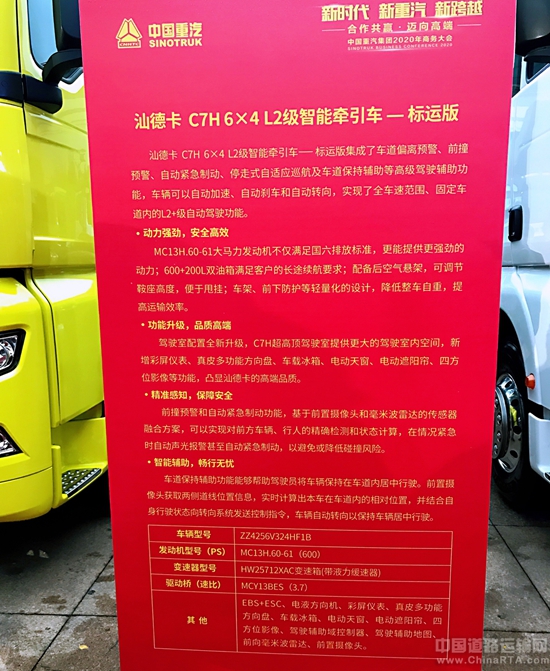 中国重汽
SINOTRUK
CNHTC
新时代 新重汽 新跨越
合作共赢·迈向高端
中国重汽集团2020年商务大会
SINOTRUK BUSINESS CONFERENCE 2020
汕德卡 C7H 6×4 L2级智能牵引车 — 标运版
汕德卡 C7H 6×4 L2级智能牵引车— 标运版集成了车道偏离预警、前撞
预警、自动紧急制动、停走式自适应巡航及车道保持辅助等高级驾驶辅助功
能，车辆可以自动加速、自动刹车和自动转向，实现了全车速范围、固定车
道内的L2+级自动驾驶功能。
·动力强劲，安全高效
MC13H.60-61大马力发动机不仅满足国六排放标准，更能提供更强劲的
动力；600+200L双油箱满足客户的长途续航要求；配备后空气悬架，可调节
鞍座高度，便于甩挂；车架、前下防护等轻量化的设计，降低整车自重，提
高运输效率。
·功能升级，品质高端
驾驶室配置全新升级，C7H超高顶驾驶室提供更大的驾驶室内空间，新
增彩屏仪表、真皮多功能方向盘、车载冰箱、电动天窗、电动遮阳帘、四方
位影像等功能，凸显汕德卡的高端品质。
·精准感知，保障安全
前撞预警和自动紧急制动功能，基于前置摄像头和毫米波雷达的传感器
融合方案，可以实现对前方车辆、行人的精确检测和状态计算，在情况紧急
时自动声光报警甚至自动紧急制动，以避免或降低碰撞风险。
·智能辅助，畅行无忧
车道保持辅助功能能够帮助驾驶员将车辆保持在车道内居中行驶。前置摄
像头获取两侧道线位置信息，实时计算出本车在车道内的相对位置，并结合自
身行驶状态向转向系统发送控制指令，车辆自动转向以保持车辆居中行驶。
车辆型号 ZZ4256V324HF1B
发动机型号（PS） MC13H.60-61（600）
变速器型号 HW25712XAC变速箱(带液力缓速器)
驱动桥（速比） MCY13BES（3.7）
其 他 EBS+ESC、电液方向机、彩屏仪表、真皮多功能
方向盘、车载冰箱、电动天窗、电动遮阳帘、四
方位影像、驾驶辅助域控制器、驾驶辅助地图、
前向毫米波雷达、前置摄像头。
中国道路运输网
www.ChinaRTA.com